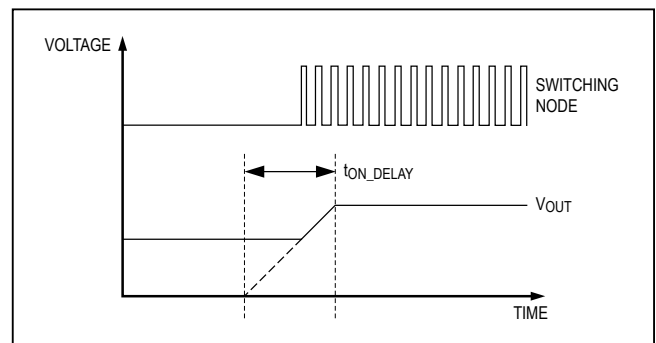 VOLTAGE
SWITCHING
NODE
tON_DELAY
VOUT
TIME